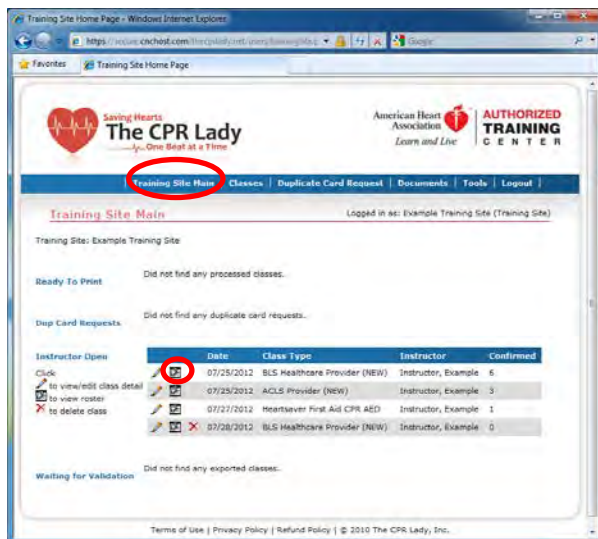 Training Site Home Page - Windows Internet Explorer
Google
Favorites Training Site Home Page
Saving Hearts
The CPR Lady
One Beat at a Time
American Heart Association
Learn and Live
AUTHORIZED
TRAINING
CENTER
Training Site Main | Classes | Duplicate Card Request | Documents | Tools | Logout
Training Site Main Logged in as: Example Training Site (Training Site)
Training Site: Example Training Site
Ready To Print Did not find any processed classes.
Dup Card Requests Did not find any duplicate card requests.
Instructor Open
Click
to view/edit class detail
to view roster
to delete class
Date Class Type Instructor Confirmed
07/25/2012 BLS Healthcare Provider (NEW) Instructor, Example 6
07/25/2012 ACLS Provider (NEW) Instructor, Example 3
07/27/2012 Heartsaver First Aid CPR AED Instructor, Example 1
07/28/2012 BLS Healthcare Provider (NEW) Instructor, Example 0
Waiting for Validation Did not find any exported classes.
Terms of Use | Privacy Policy | Refund Policy | © 2010 The CPR Lady, Inc.